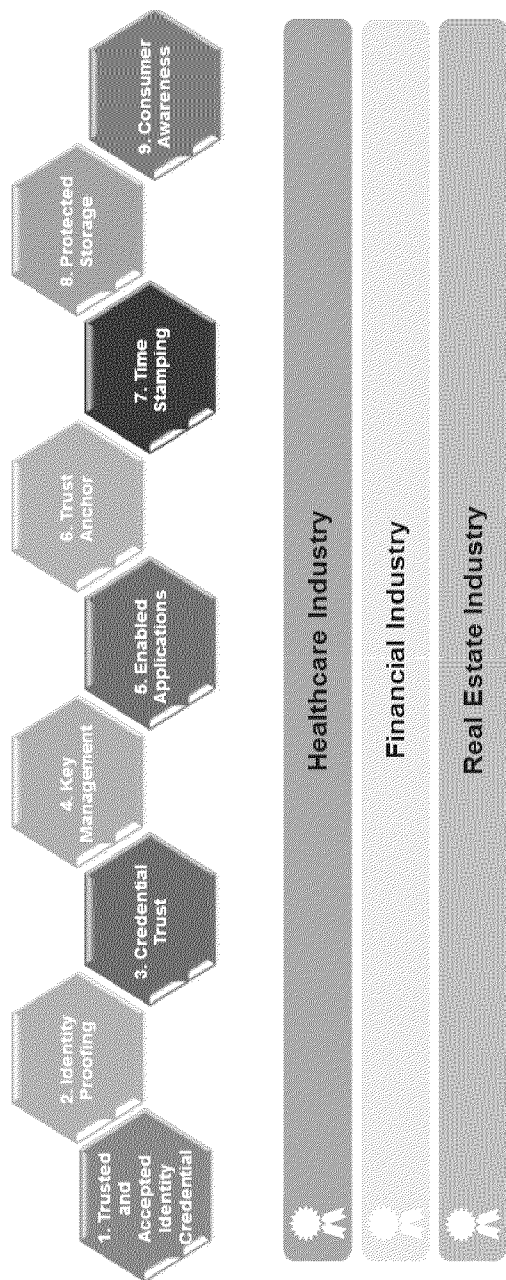 1. Trusted
and
Accepted
Identity
Credential
2. Identity
Proofing
3. Credential
Trust
4. Key
Management
5. Enabled
Applications
6. Trust
Anchor
7. Time
Stamping
8. Protected
Storage
9. Consumer
Awareness
Healthcare Industry
Financial Industry
Real Estate Industry